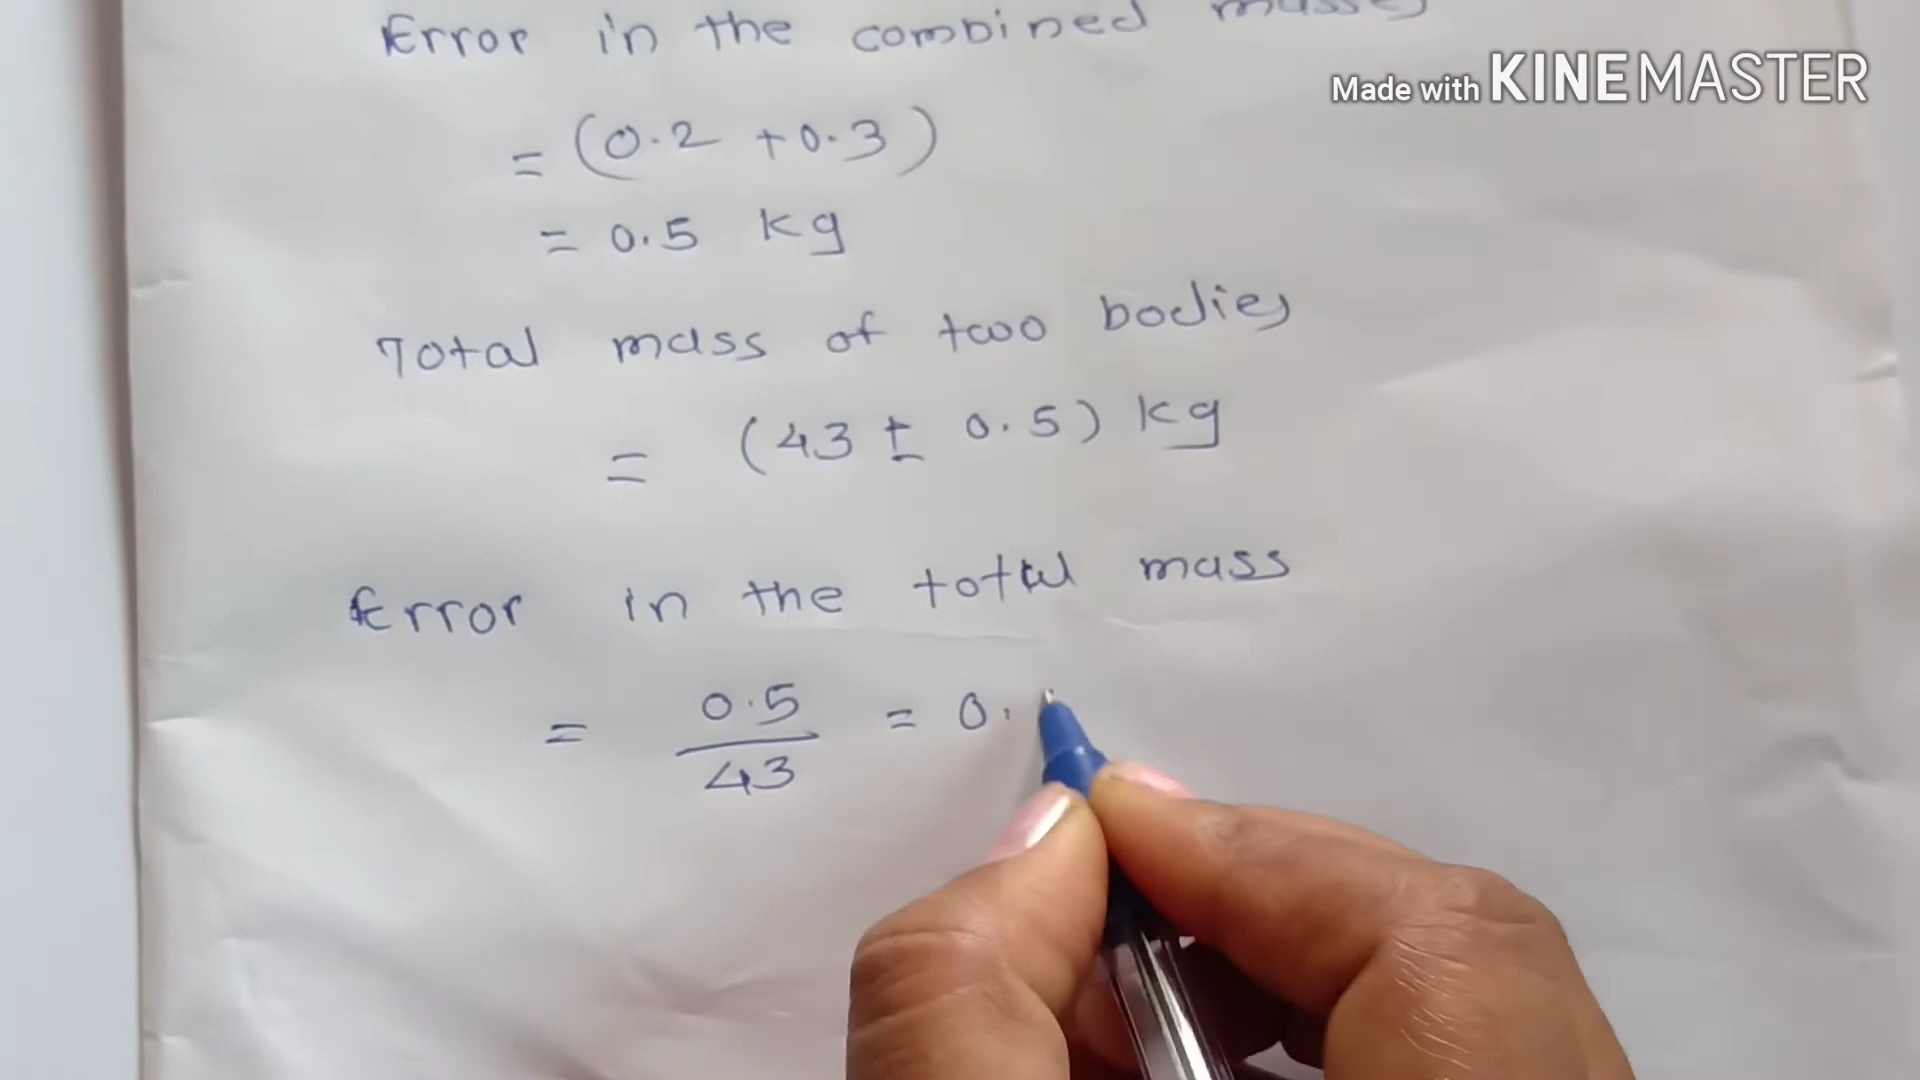 Error in the combined masses
Made with KINEMASTER
= (0.2 + 0.3)
= 0.5 kg
Total mass of two bodies
= (43 ± 0.5) kg
Error in the total mass
= 0.5/43 = 0.